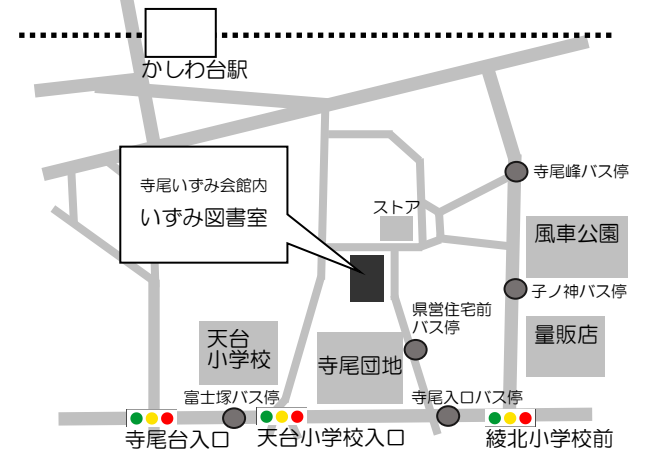 かしわ台駅
寺尾いずみ会館内
いずみ図書室
ストア
寺尾峰バス停
風車公園
子ノ神バス停
県営住宅前
バス停
量販店
天台
小学校
寺尾団地
富士塚バス停
寺尾入口バス停
寺尾台入口
天台小学校入口
綾北小学校前